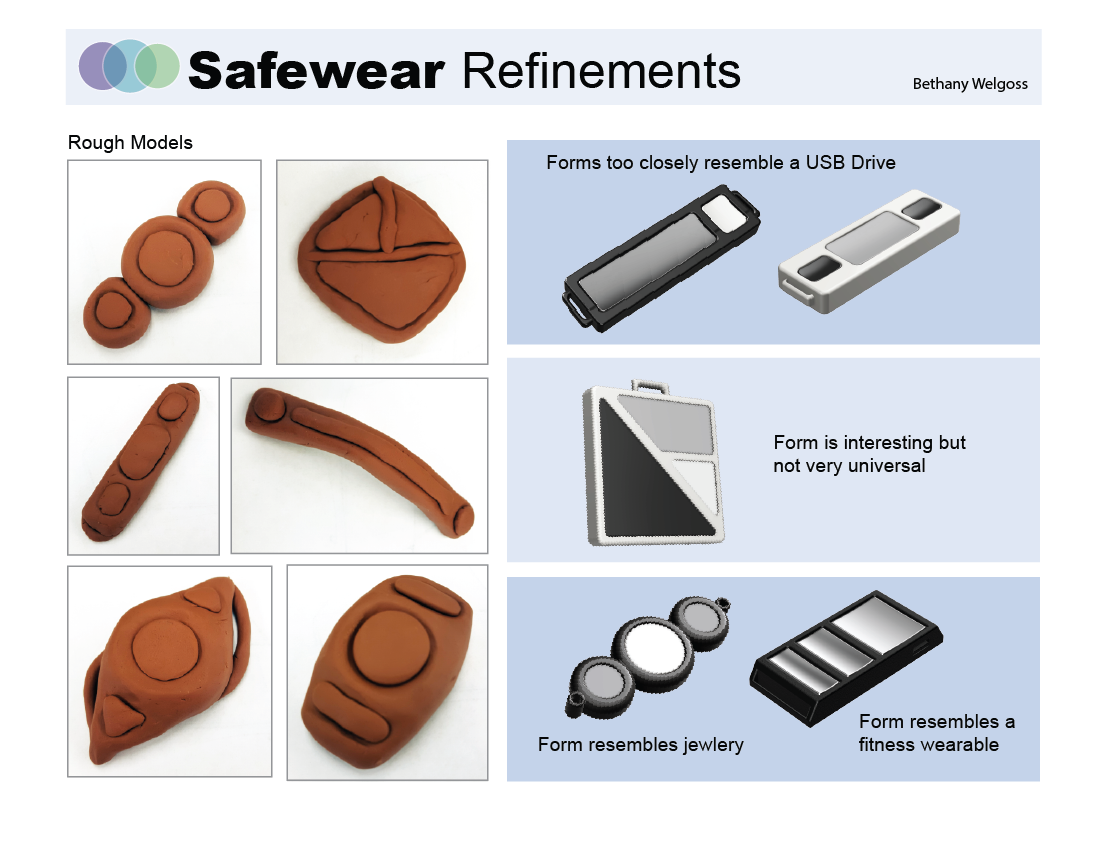 Safewear Refinements
Bethany Welgoss
Rough Models
Forms too closely resemble a USB Drive
Form is interesting but
not very universal
Form resembles jewlery
Form resembles a
fitness wearable